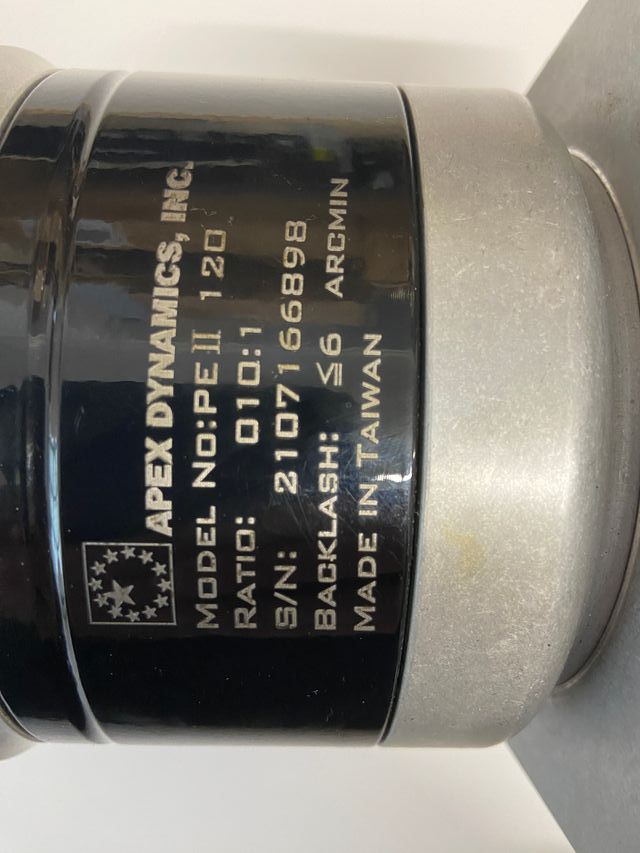 APEX DYNAMICS, INC.
MODEL NO:PEⅡ 120
RATIO: 010:1
S/N: 2107166898
BACKLASH: ≦6 ARCMIN
MADE IN TAIWAN